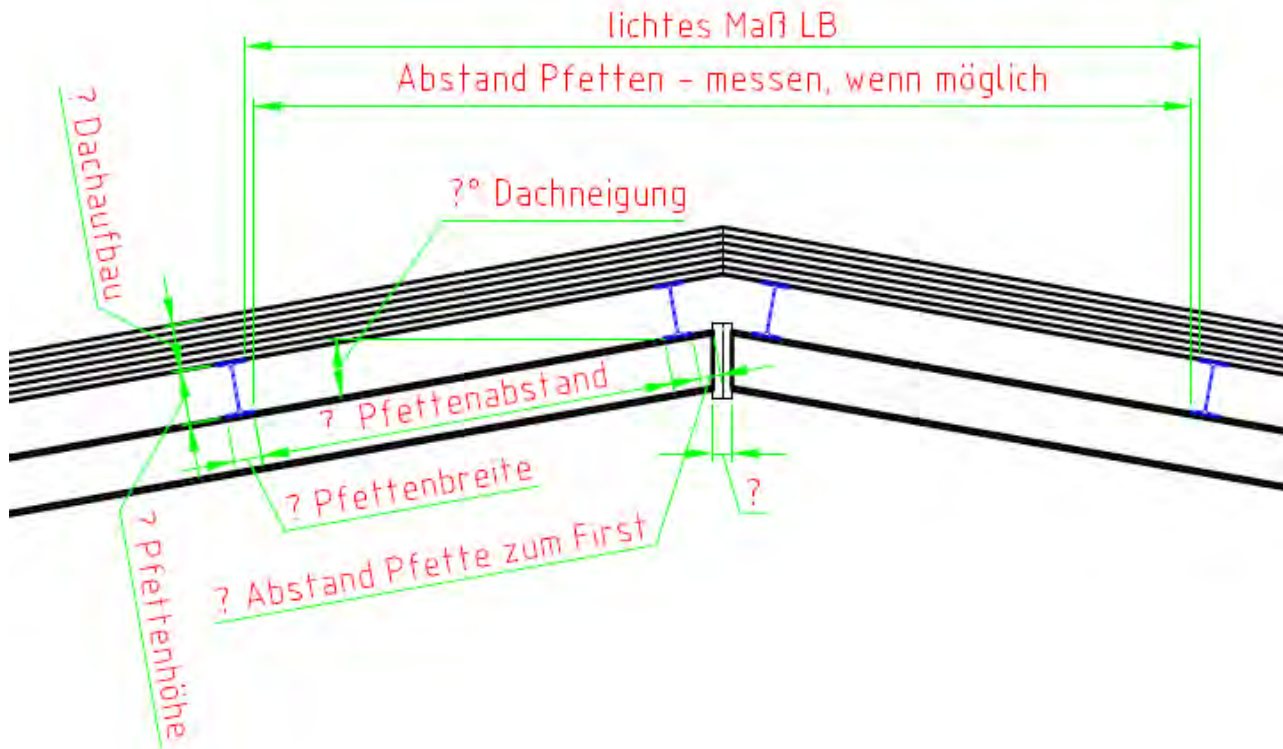 lichtes Maß LB
Abstand Pfetten - messen, wenn möglich
? Dachaufbau
?° Dachneigung
? Pfettenabstand
? Pfettenbreite
?
? Abstand Pfette zum First
? Pfettenhöhe